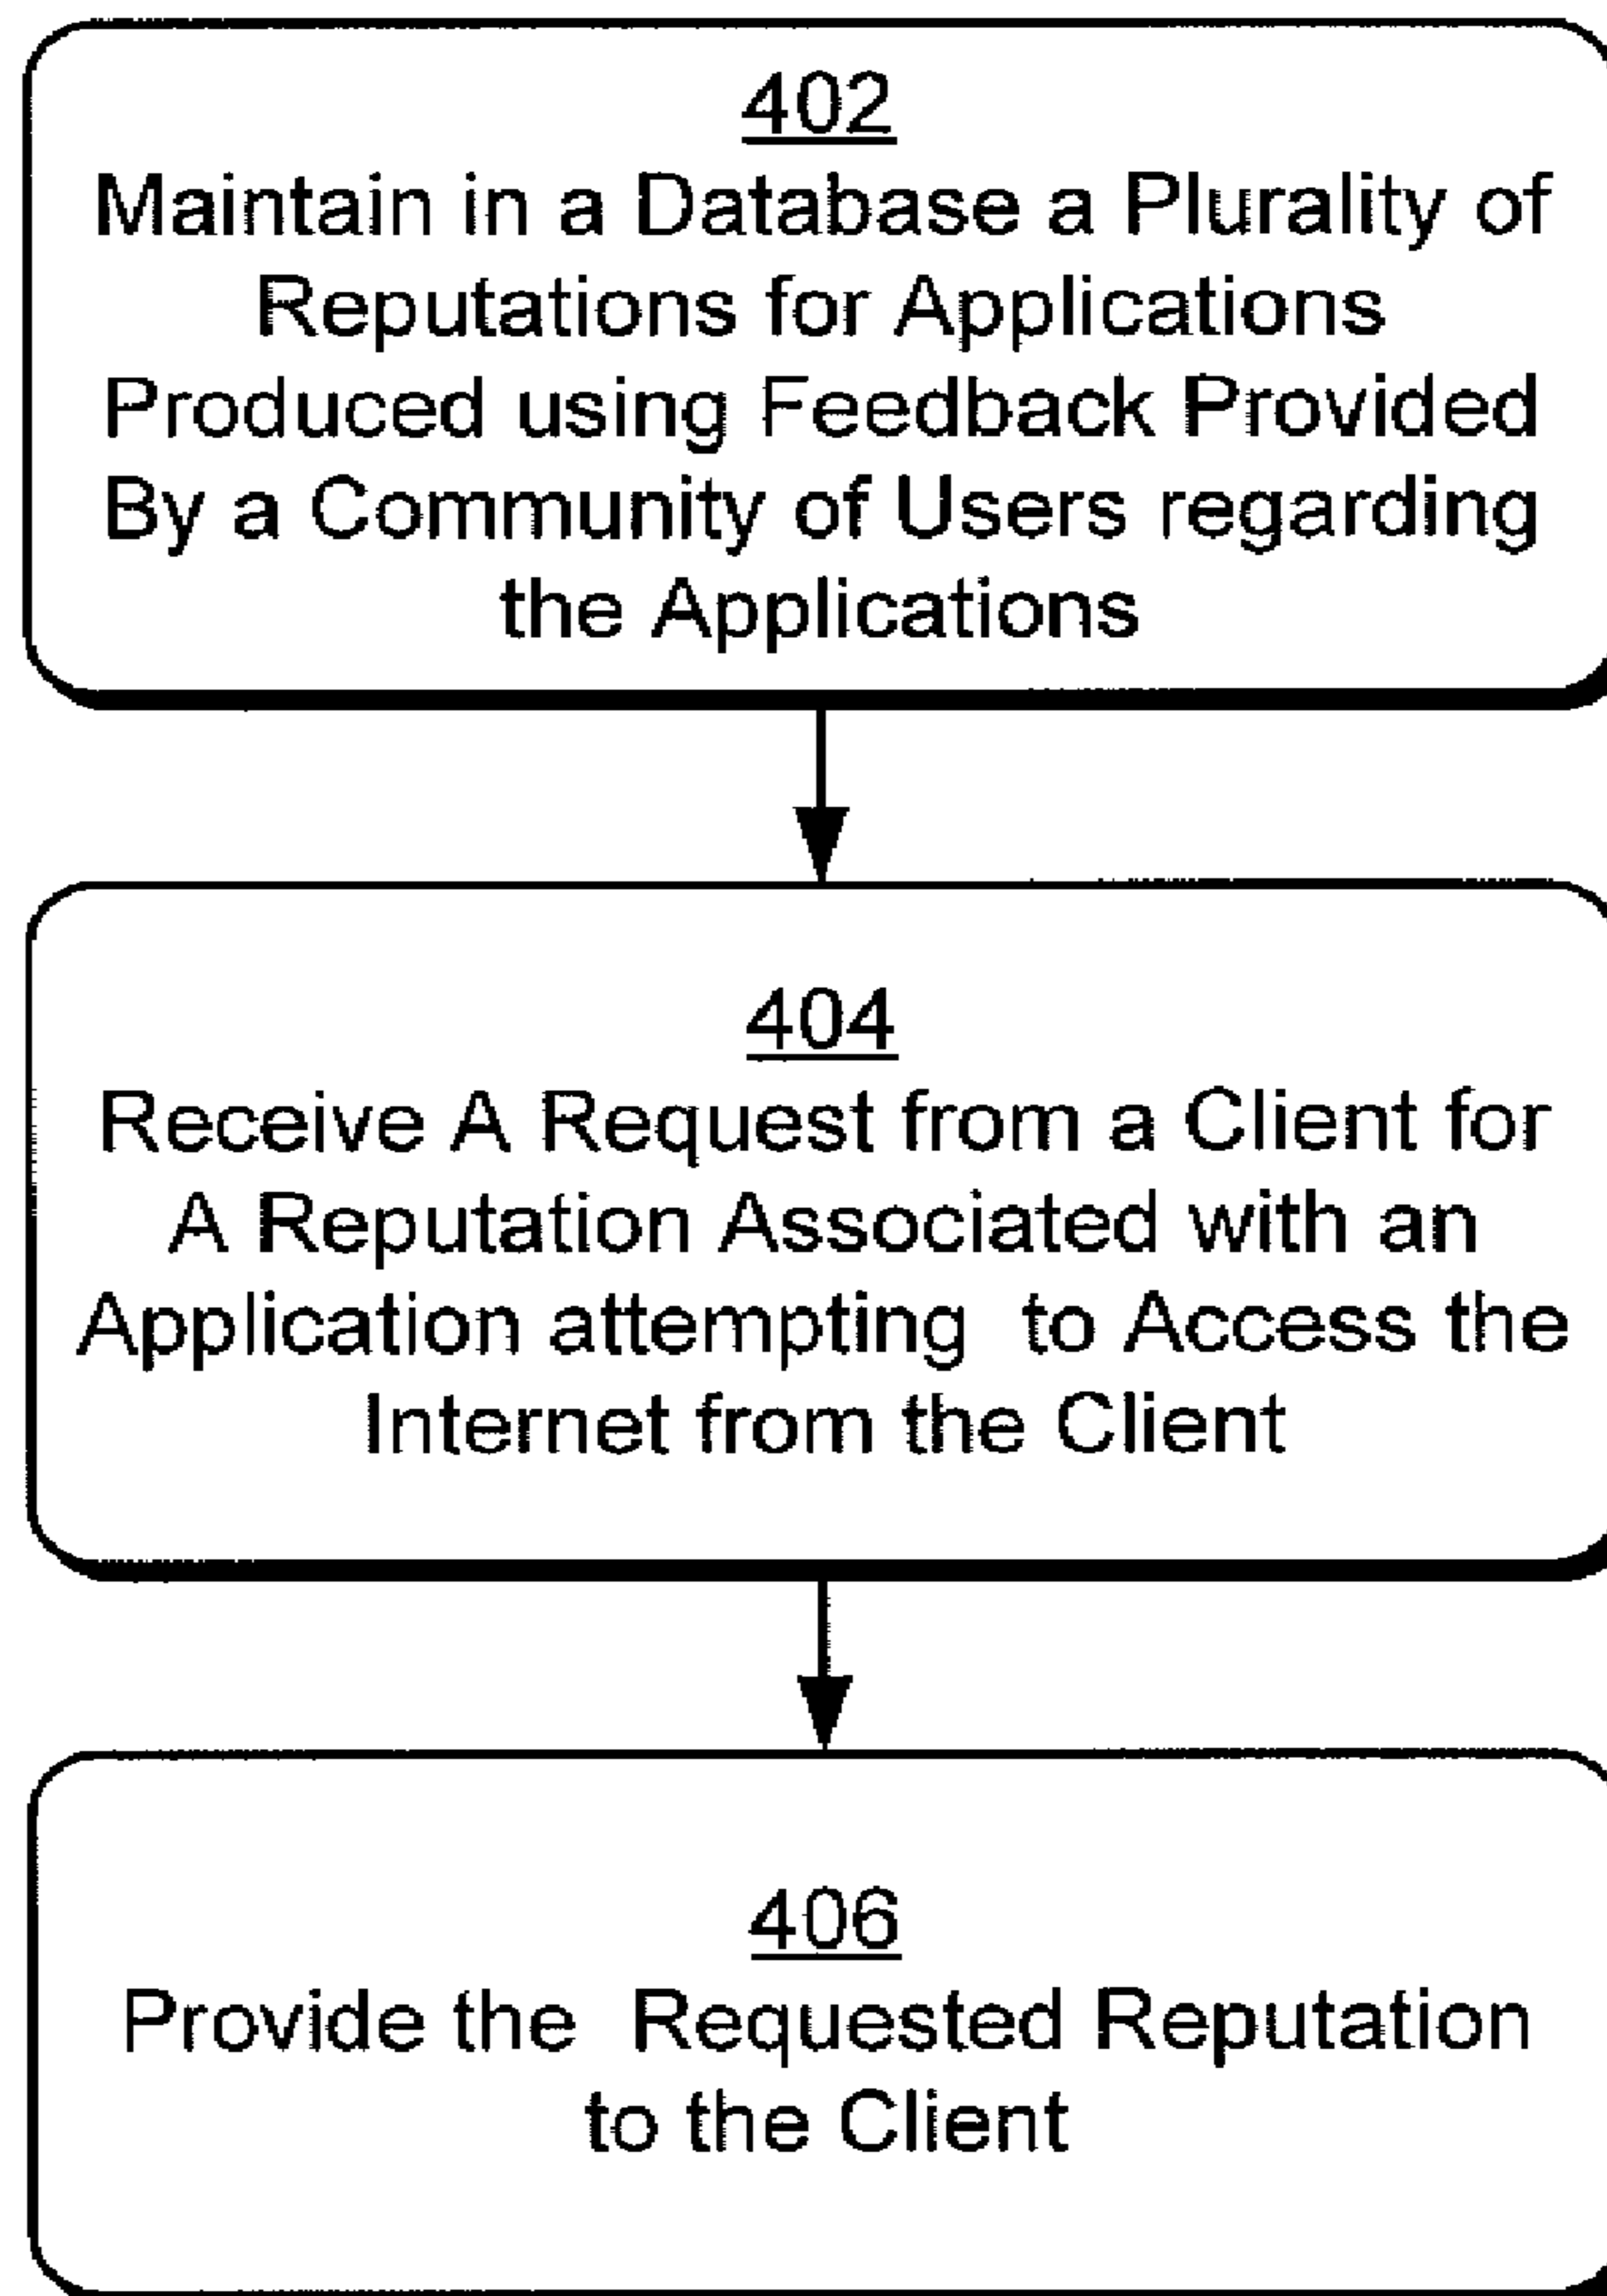 402
Maintain in a Database a Plurality of
Reputations for Applications
Produced using Feedback Provided
By a Community of Users regarding
the Applications
404
Receive A Request from a Client for
A Reputation Associated with an
Application attempting to Access the
Internet from the Client
406
Provide the Requested Reputation
to the Client